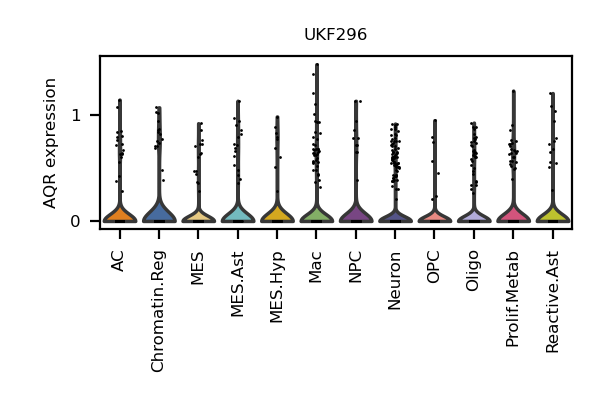 UKF296
AQR expression
1
0
AC
Chromatin.Reg
MES
MES.Ast
MES.Hyp
Mac
NPC
Neuron
OPC
Oligo
Prolif.Metab
Reactive.Ast